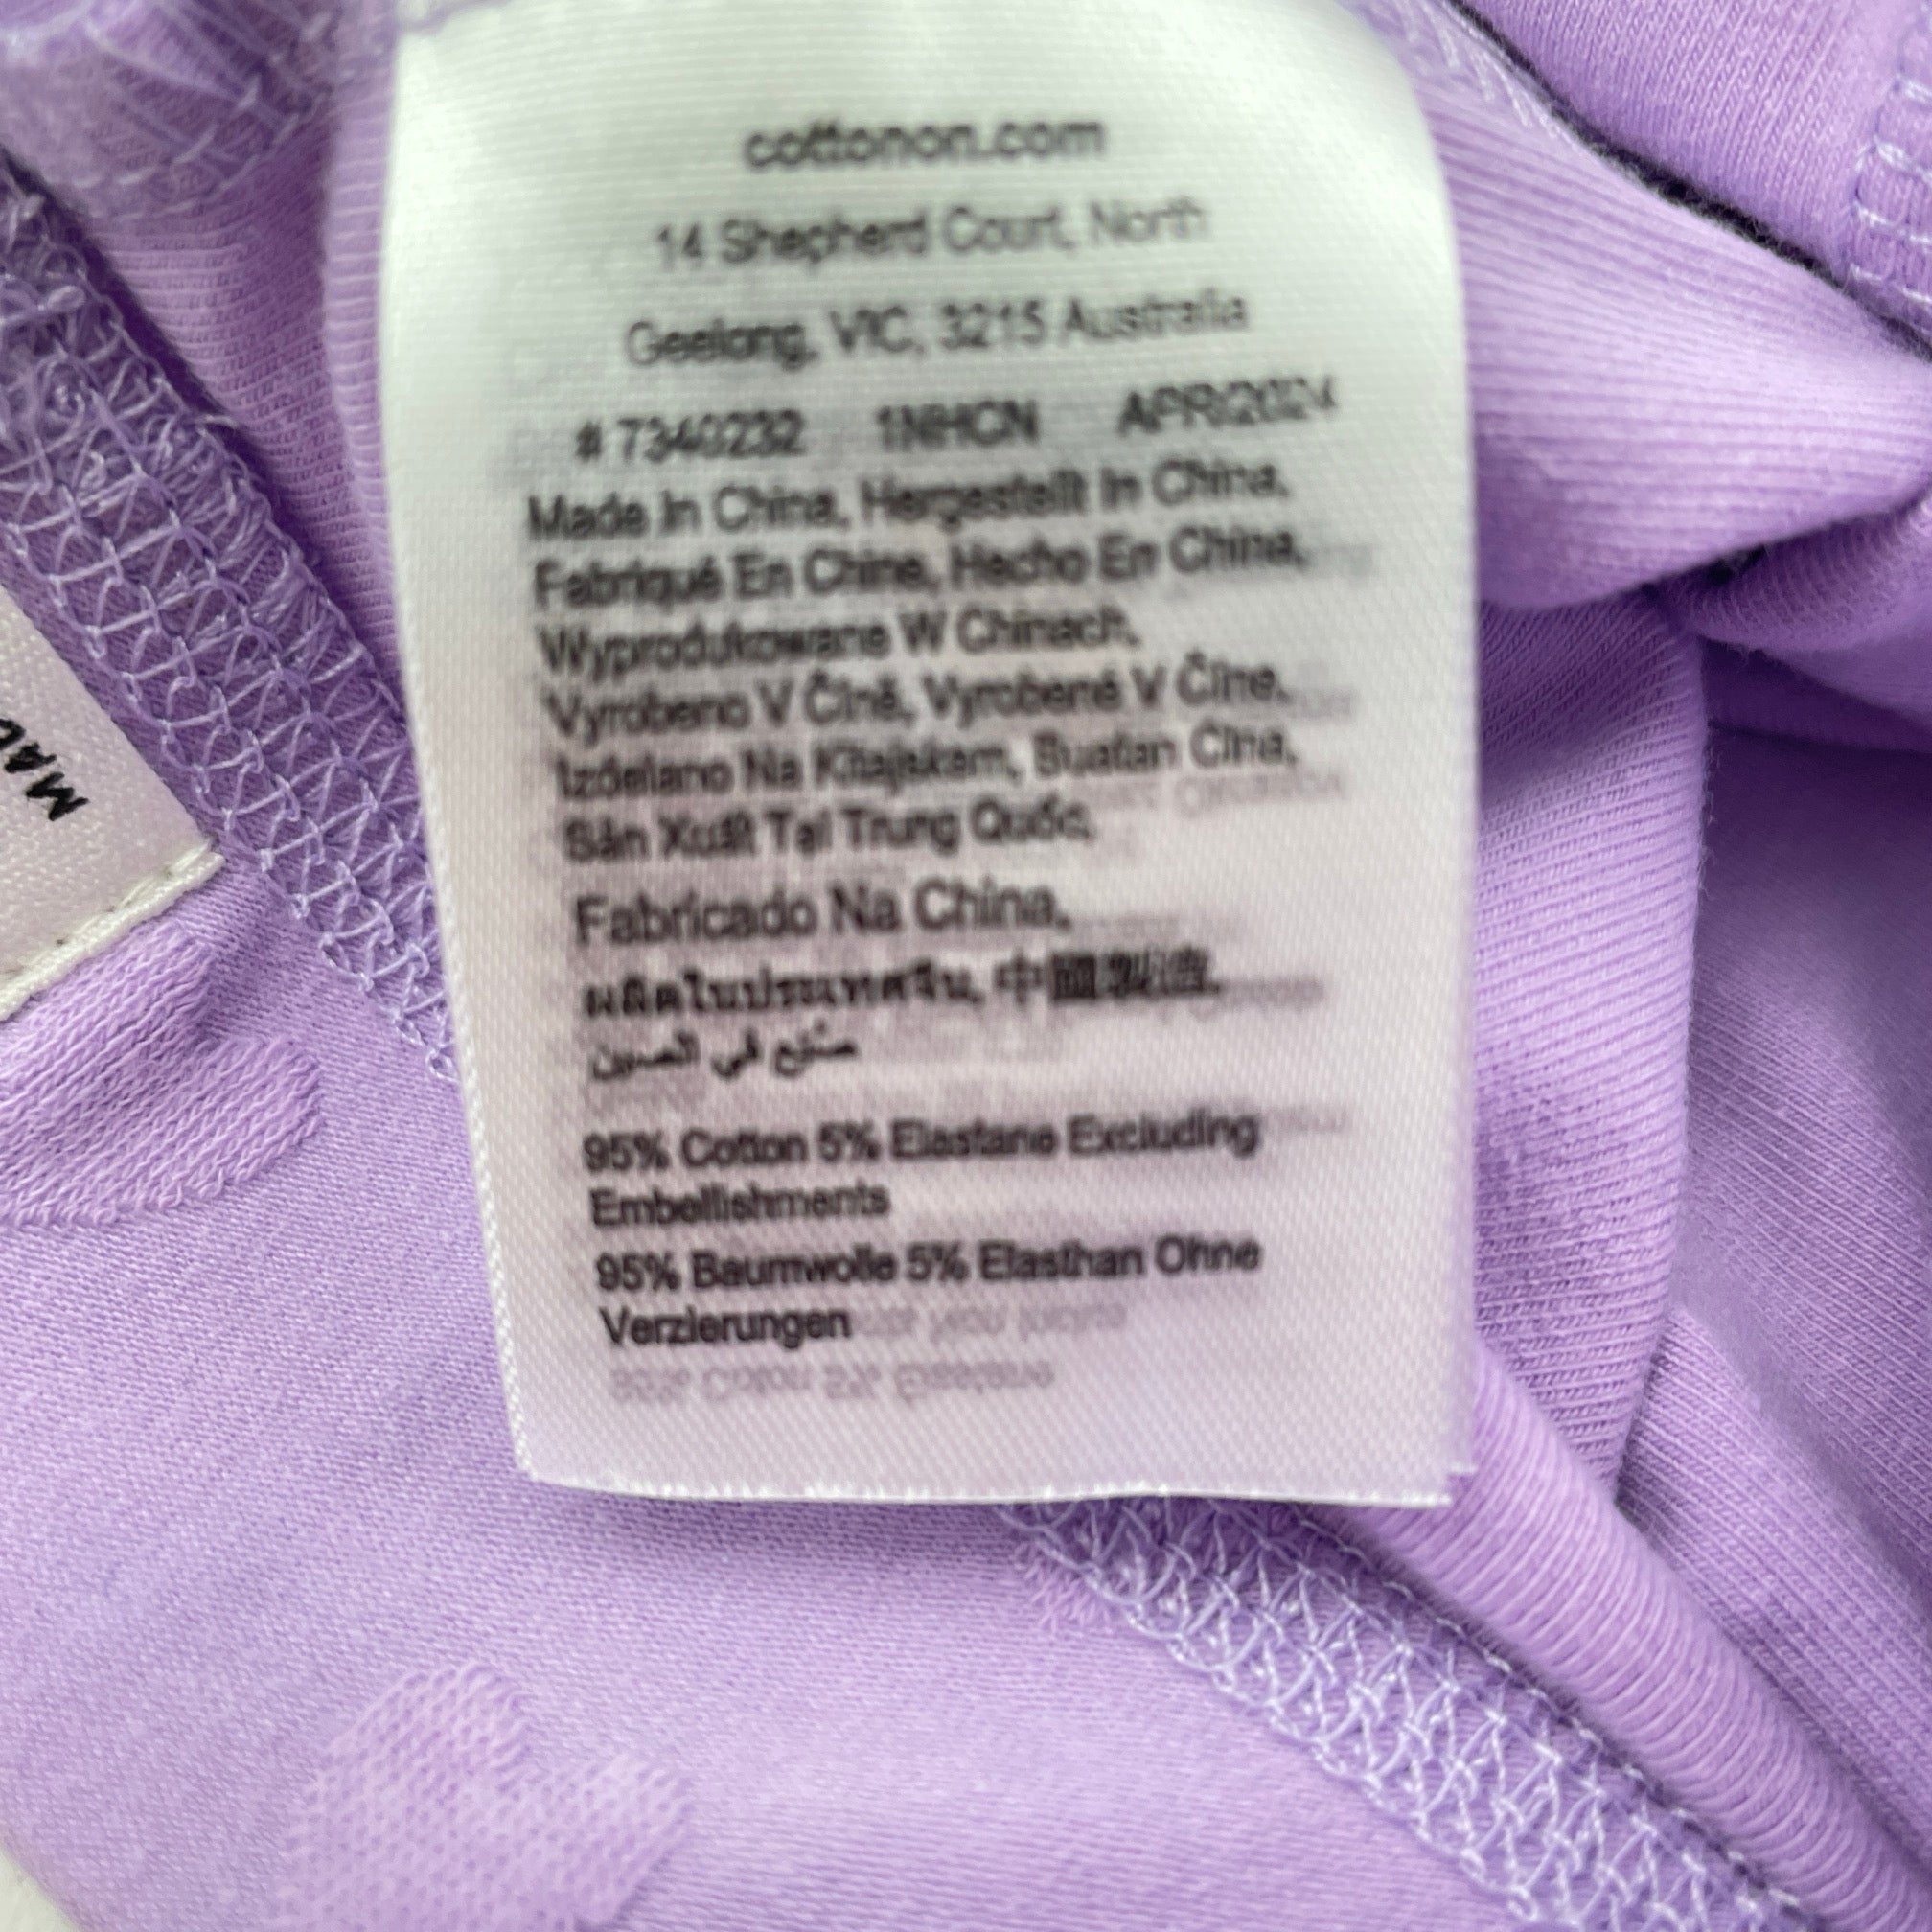 cottonon.com
14 Shepherd Court, North
Geelong, VIC, 3215 Australia
# 7340232 1NHCN APR/2024
Made In China, Hergestellt In China,
Fabriqué En Chine, Hecho En China,
Wyprodukowane W Chinach,
Vyrobeno V Číně, Vyrobené V Číne,
Izdelano Na Kitajskem, Buatan Cina,
Sản Xuất Tại Trung Quốc,
Fabricado Na China,
ผลิตในประเทศจีน, 中國製造,
صنع في الصين
95% Cotton 5% Elastane Excluding
Embellishments
95% Baumwolle 5% Elasthan Ohne
Verzierungen